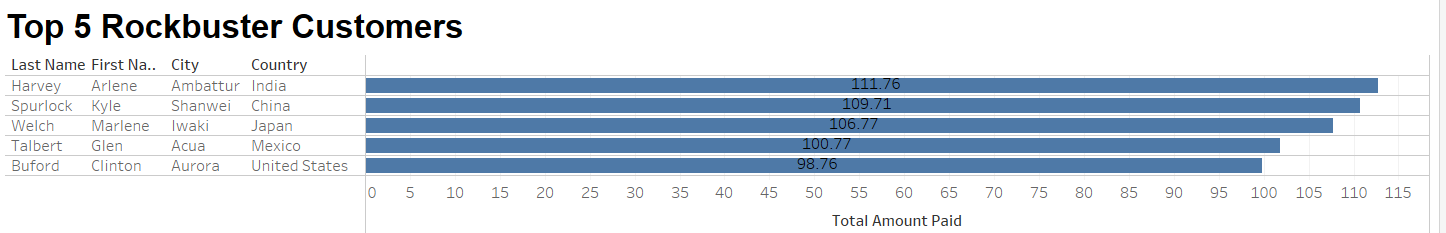 Top 5 Rockbuster Customers
Last Name First Na.. City Country
Harvey Arlene Ambattur India 111.76
Spurlock Kyle Shanwei China 109.71
Welch Marlene Iwaki Japan 106.77
Talbert Glen Acua Mexico 100.77
Buford Clinton Aurora United States 98.76
0 5 10 15 20 25 30 35 40 45 50 55 60 65 70 75 80 85 90 95 100 105 110 115
Total Amount Paid